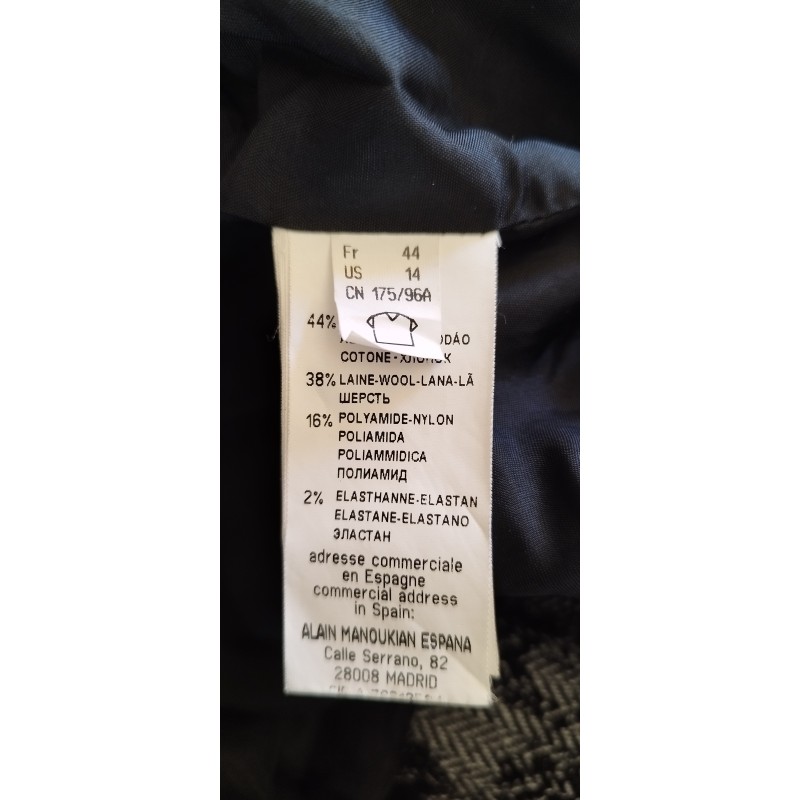 Fr 44
US 14
CN 175/96A
44%
COTONE-ХЛОПОК
38% LAINE-WOOL-LANA-LÃ
ШЕРСТЬ
16% POLYAMIDE-NYLON
POLIAMIDA
POLIAMMIDICA
ПОЛИАМИД
2% ELASTHANNE-ELASTAN
ELASTANE-ELASTANO
ЭЛАСТАН
adresse commerciale
en Espagne
commercial address
in Spain:
ALAIN MANOUKIAN ESPANA
Calle Serrano, 82
28008 MADRID